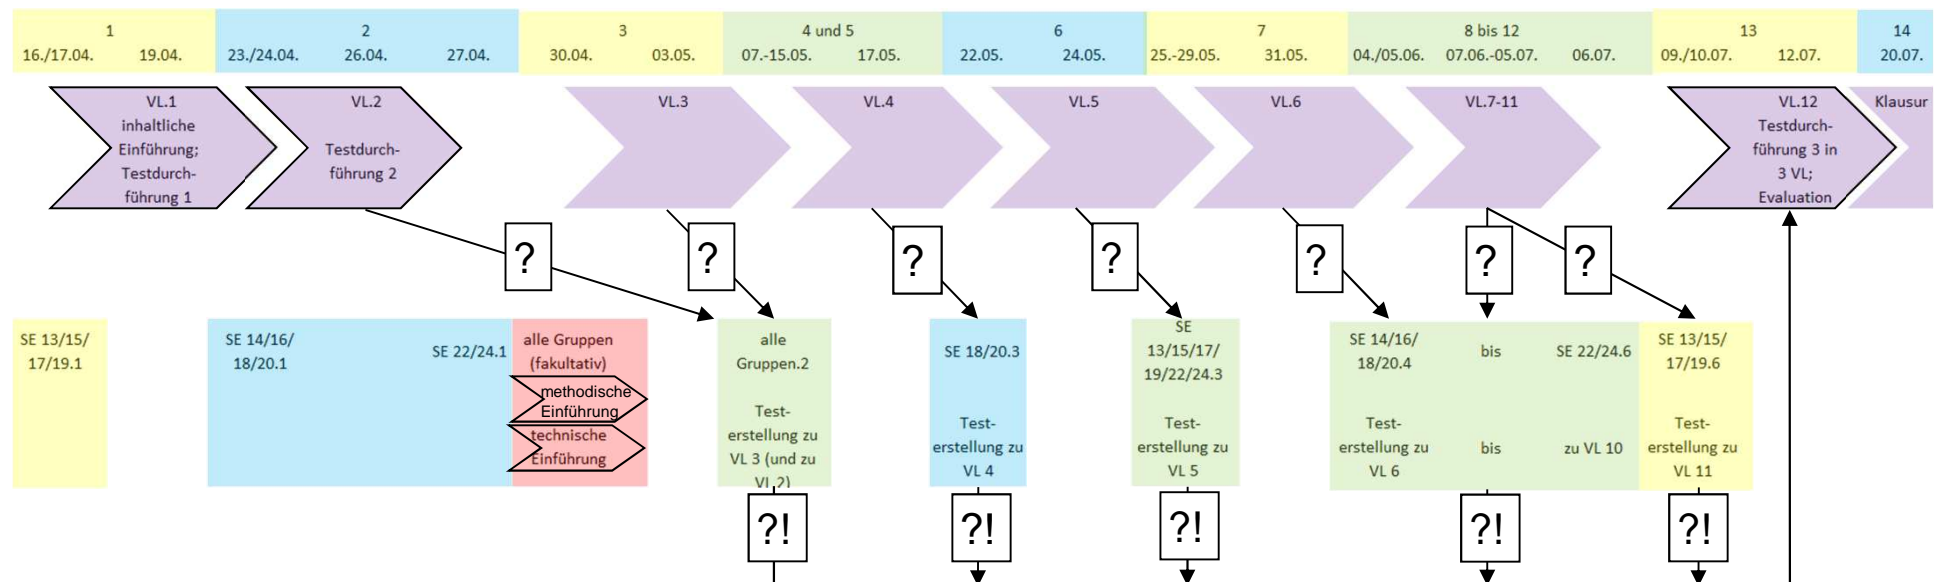 1
2
3
4 und 5
6
7
8 bis 12
13
14
16./17.04.
19.04.
23./24.04.
26.04.
27.04.
30.04.
03.05.
07.-15.05.
17.05.
22.05.
24.05.
25.-29.05.
31.05.
04./05.06.
07.06.-05.07.
06.07.
09./10.07.
12.07.
20.07.
VL.1
inhaltliche
Einführung;
Testdurch-
führung 1
VL.2
Testdurch-
führung 2
VL.3
VL.4
VL.5
VL.6
VL.7-11
VL.12
Testdurch-
führung 3 in
3 VL;
Evaluation
Klausur
?
?
?
?
?
?
?
SE 13/15/
17/19.1
SE 14/16/
18/20.1
SE 22/24.1
alle Gruppen
(fakultativ)
methodische
Einführung
technische
Einführung
alle
Gruppen.2
Test-
erstellung zu
VL 3 (und zu
VL 2)
SE 18/20.3
Test-
erstellung zu
VL 4
SE
13/15/17/
19/22/24.3
Test-
erstellung zu
VL 5
SE 14/16/
18/20.4
Test-
erstellung zu
VL 6
bis
bis
SE 22/24.6
zu VL 10
SE 13/15/
17/19.6
Test-
erstellung zu
VL 11
?!
?!
?!
?!
?!